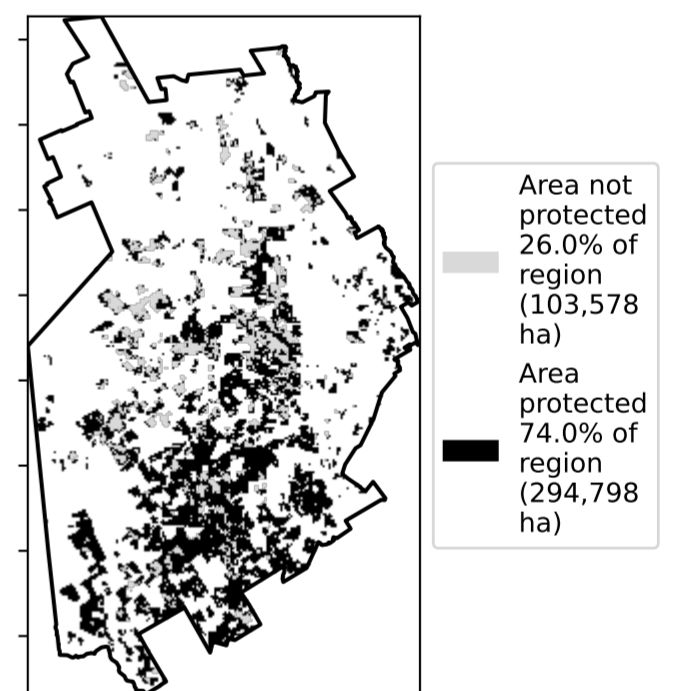 Area not
protected
26.0% of
region
(103,578
ha)
Area
protected
74.0% of
region
(294,798
ha)